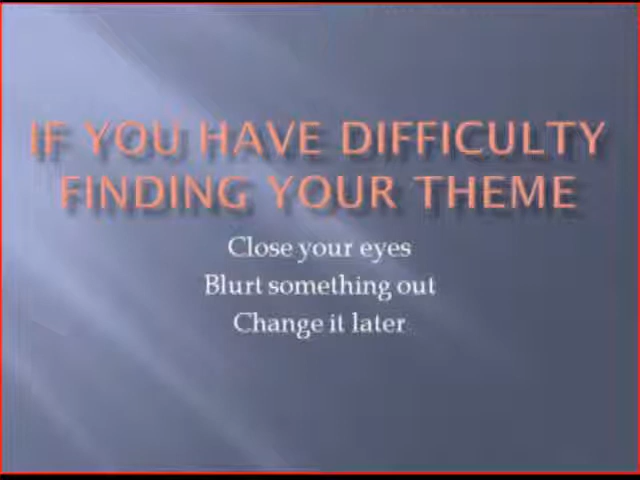 IF YOU HAVE DIFFICULTY
FINDING YOUR THEME
Close your eyes
Blurt something out
Change it later